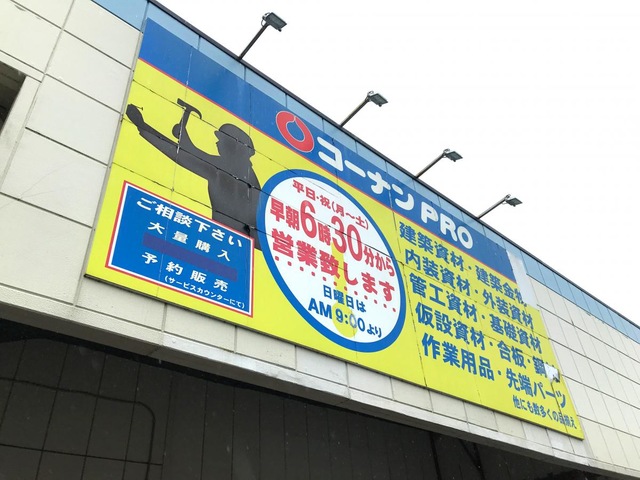 コーナンPRO
平日・祝(月～土)
早朝6時30分から
営業致します
日曜日は
AM9:00より
ご相談下さい
大量購入
予約販売
(サービスカウンターにて)
建築資材・建築金
内装資材・外装資材
管工資材・基礎資材
仮設資材・合板・鋼
作業用品・先端パーツ
他にも数多くの品揃え